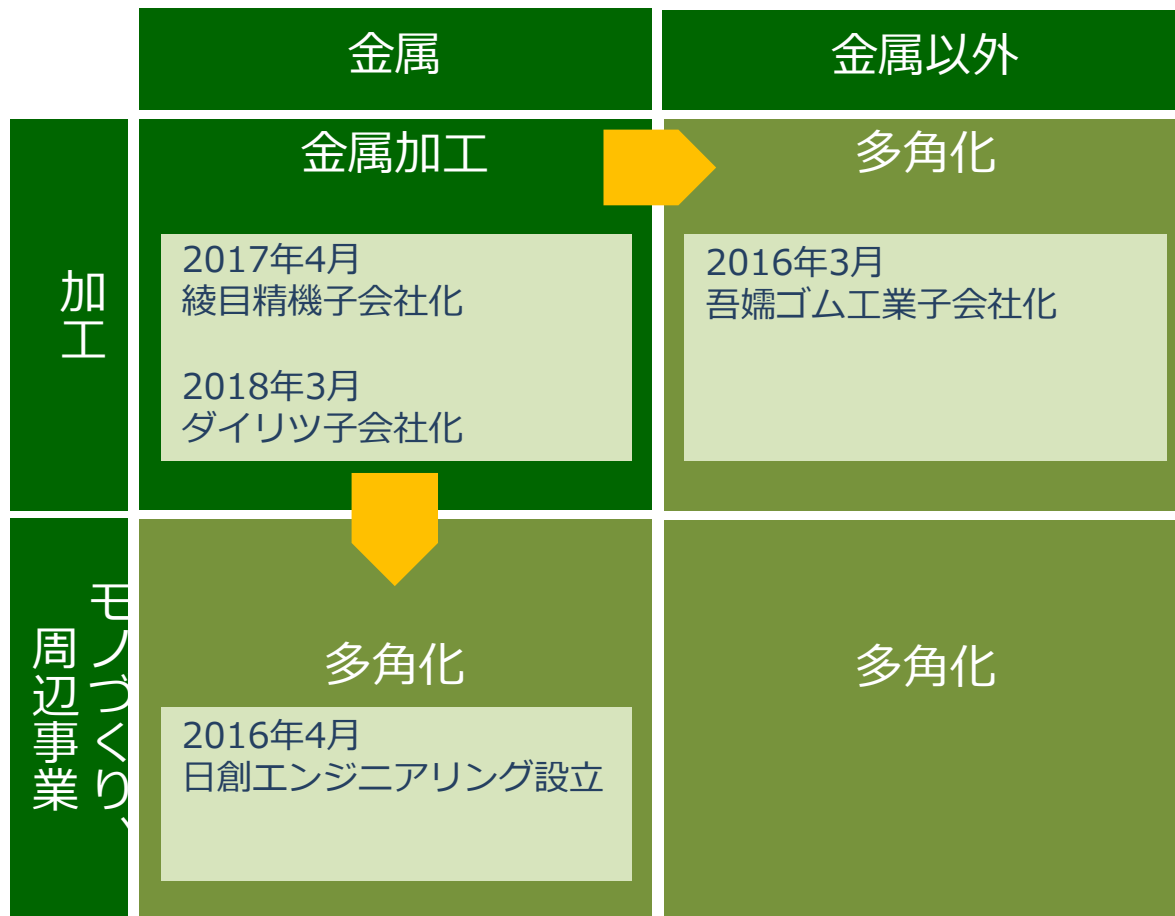 金属
金属以外
加工
金属加工
2017年4月
綾目精機子会社化
2018年3月
ダイリツ子会社化
多角化
2016年3月
吾嬬ゴム工業子会社化
モノづくり、
周辺事業
多角化
2016年4月
日創エンジニアリング設立
多角化